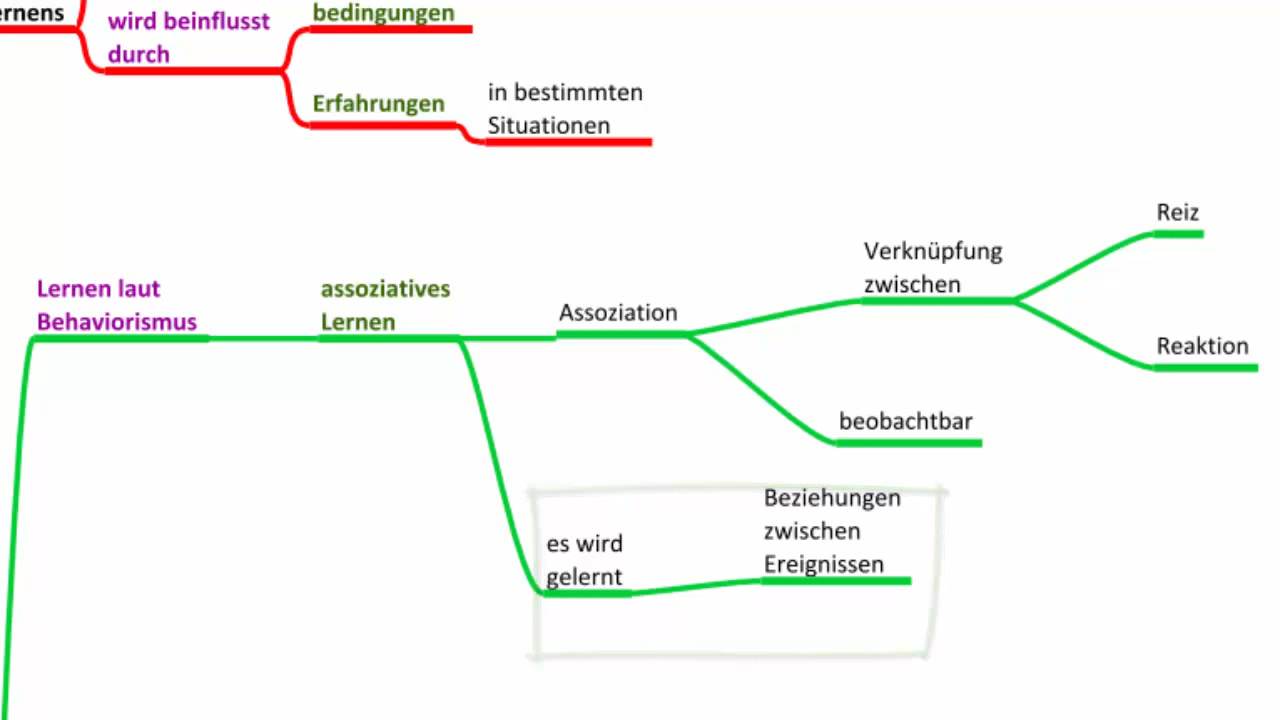 wird beinflusst
durch
bedingungen
Erfahrungen
in bestimmten
Situationen
Lernen laut
Behaviorismus
assoziatives
Lernen
Assoziation
Verknüpfung
zwischen
Reiz
Reaktion
beobachtbar
es wird
gelernt
Beziehungen
zwischen
Ereignissen